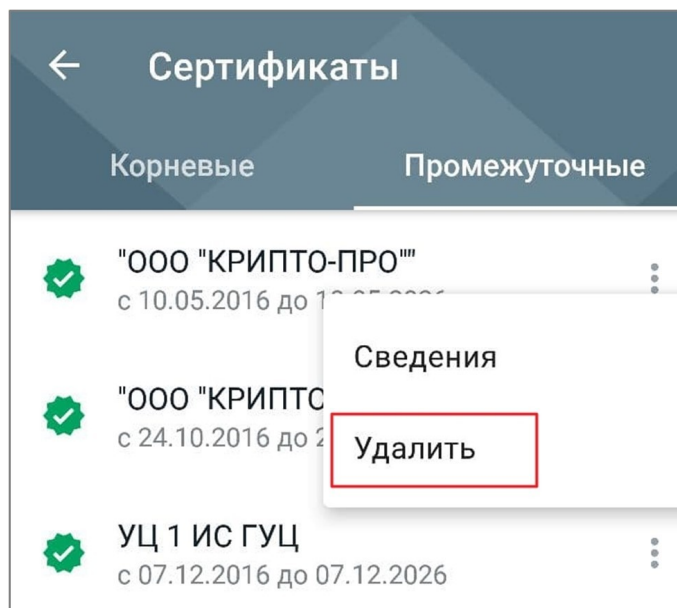 Сертификаты
Корневые Промежуточные
"ООО "КРИПТО-ПРО""
с 10.05.2016 до
Сведения
"ООО "КРИПТО
с 24.10.2016 до
Удалить
УЦ 1 ИС ГУЦ
с 07.12.2016 до 07.12.2026